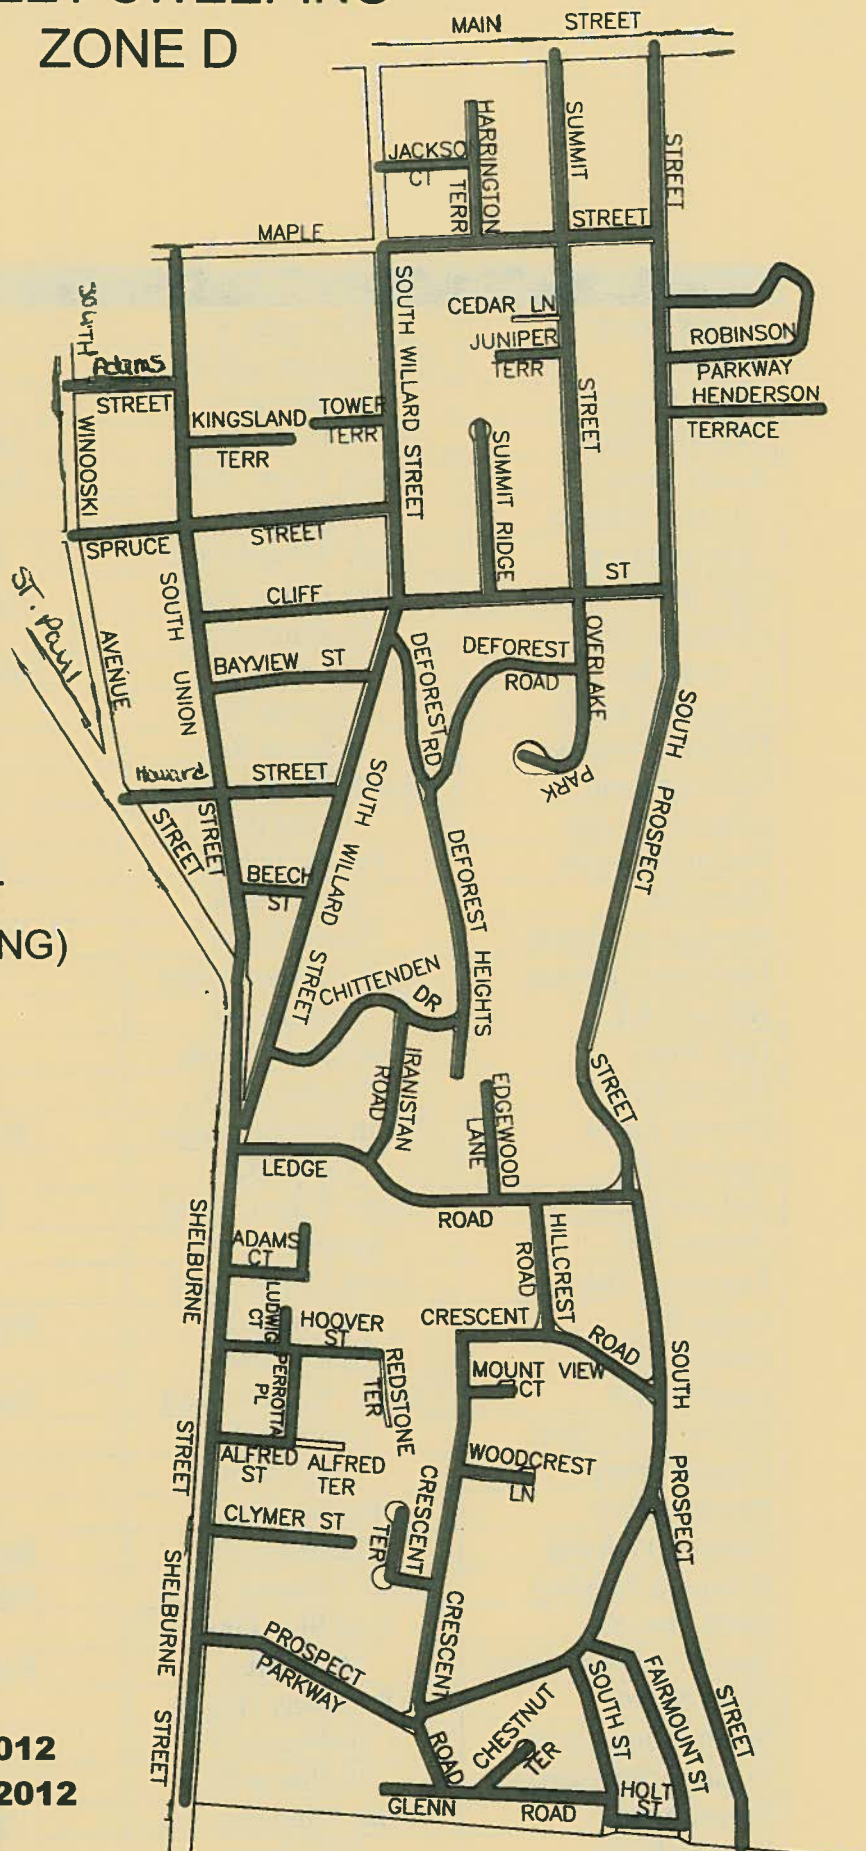 ZONE D
MAIN STREET
HARRINGTON
TERR
SUMMIT
STREET
JACKSON
CT
STREET
MAPLE
SOUTH
CEDAR LN
JUNIPER
TERR
ROBINSON
PARKWAY
HENDERSON
TERRACE
Adams
STREET
WINOOSKI
KINGSLAND
TERR
TOWER
TERR
SOUTH WILLARD STREET
STREET
SUMMIT RIDGE
SPRUCE
STREET
ST
CLIFF
ST. Paul
AVENUE
SOUTH UNION
BAYVIEW ST
DEFOREST RD
DEFOREST
ROAD
OVERLAKE
PARK
SOUTH PROSPECT
Howard
STREET
STREET
STREET
SOUTH WILLARD
STREET
BEECH
ST
DEFOREST HEIGHTS
NG)
CHITTENDEN
DR
IRANISTAN
ROAD
EDGEWOOD
LANE
STREET
LEDGE
ROAD
SHELBURNE
ADAMS
CT
HILLCREST
ROAD
LUDWIG
CT
HOOVER
ST
CRESCENT
ROAD
PERROTTA
PL
REDSTONE
TER
MOUNT VIEW
CT
SOUTH PROSPECT
STREET
ALFRED
ST
ALFRED
TER
WOODCREST
LN
CLYMER ST
CRESCENT
TER
SHELBURNE
STREET
PROSPECT
PARKWAY
CRESCENT
ROAD
CHESTNUT
TER
SOUTH ST
FAIRMOUNT ST
STREET
012
2012
GLENN
ROAD
HOLT
ST